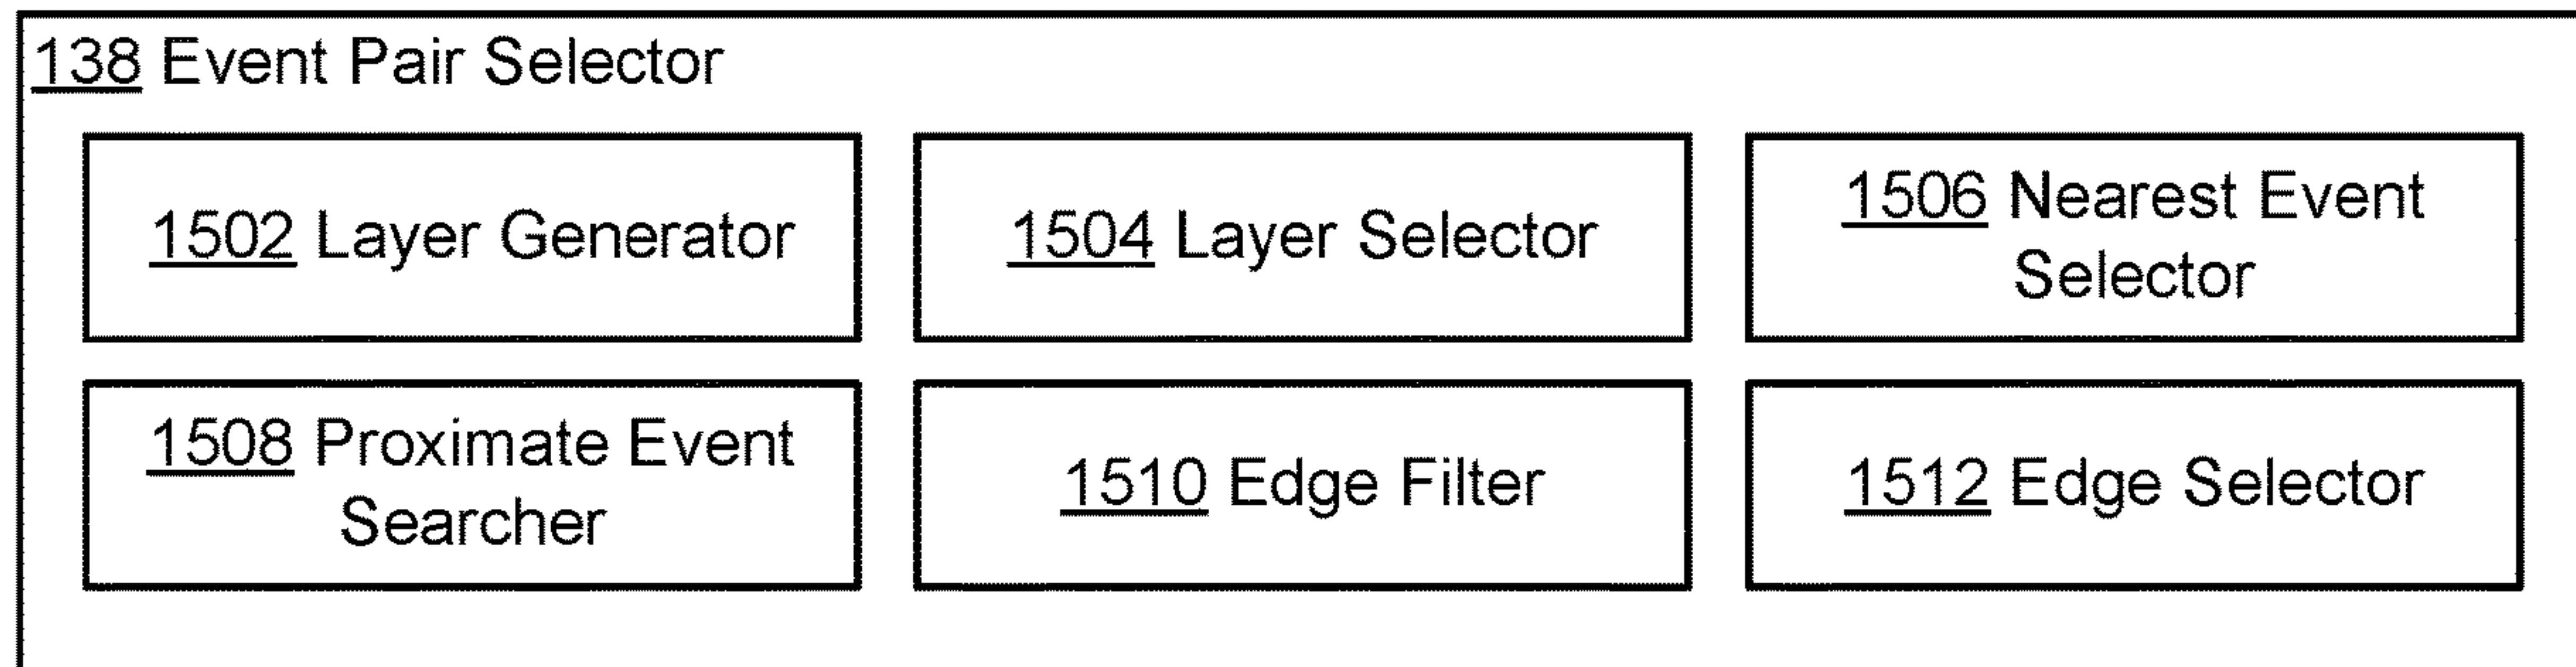 138 Event Pair Selector
1502 Layer Generator
1504 Layer Selector
1506 Nearest Event
Selector
1508 Proximate Event
Searcher
1510 Edge Filter
1512 Edge Selector